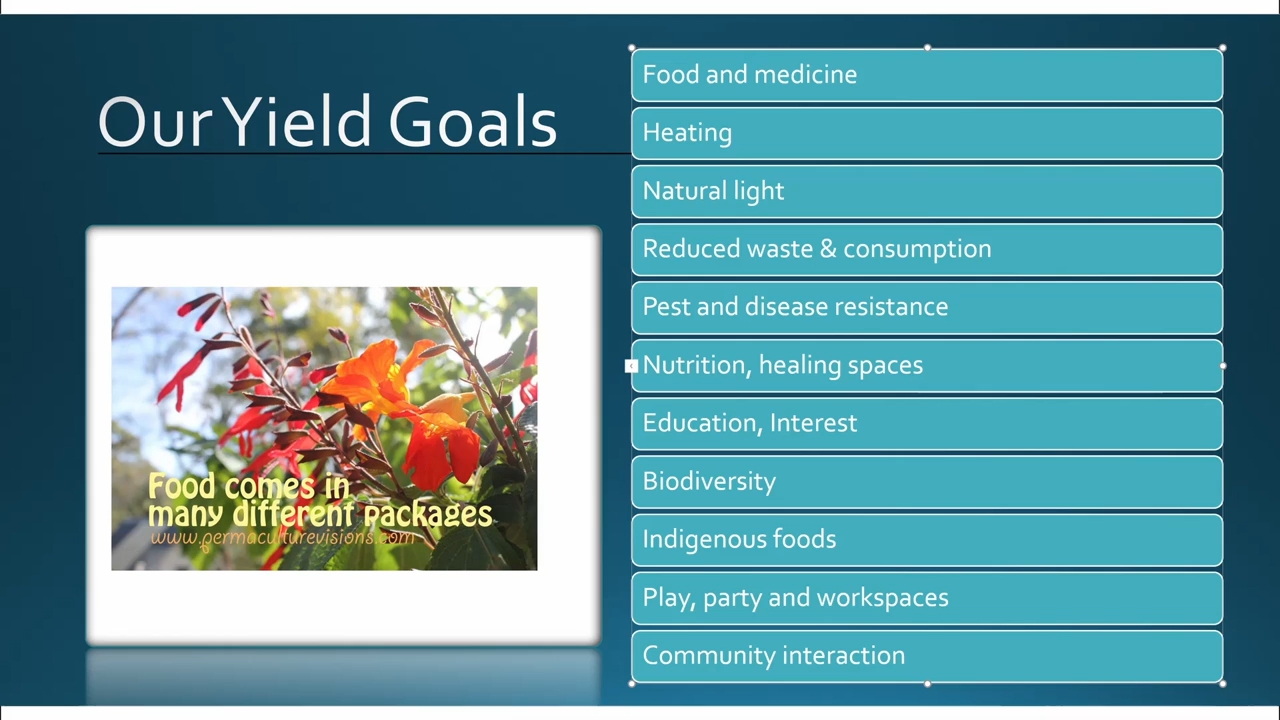 Our Yield Goals
Food comes in
many different packages
www.permaculturevisions.com
Food and medicine
Heating
Natural light
Reduced waste & consumption
Pest and disease resistance
Nutrition, healing spaces
Education, Interest
Biodiversity
Indigenous foods
Play, party and workspaces
Community interaction